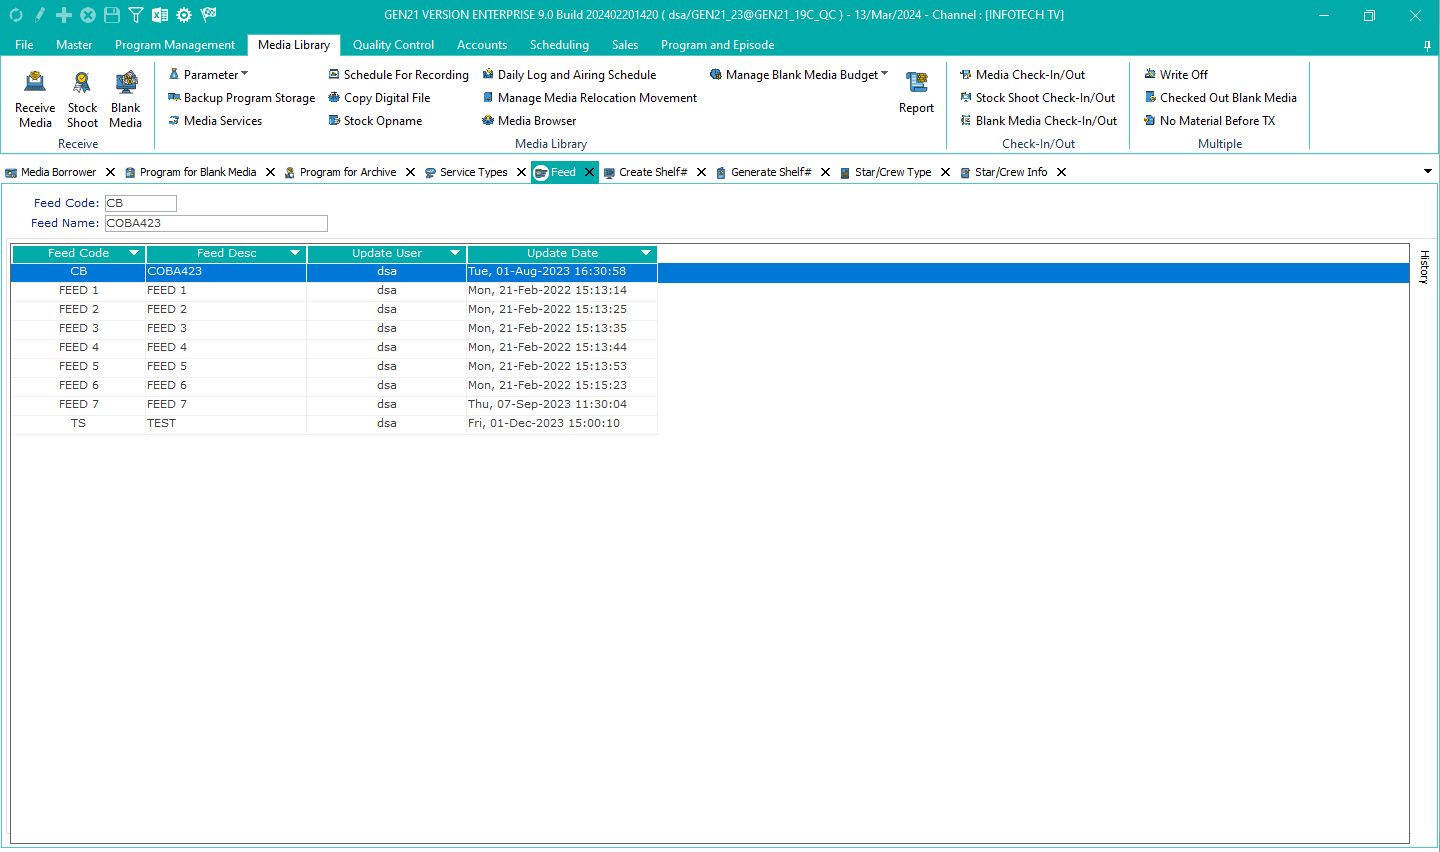 GEN21 VERSION ENTERPRISE 9.0 Build 202402201420 ( dsa/GEN21_23@GEN21_19C_QC ) - 13/Mar/2024 - Channel : [INFOTECH TV]
File Master Program Management Media Library Quality Control Accounts Scheduling Sales Program and Episode
Receive Media
Stock Shoot
Blank Media
Receive
Parameter
Backup Program Storage
Media Services
Schedule For Recording
Copy Digital File
Stock Opname
Daily Log and Airing Schedule
Manage Media Relocation Movement
Media Browser
Manage Blank Media Budget
Report
Media Library
Media Check-In/Out
Stock Shoot Check-In/Out
Blank Media Check-In/Out
Check-In/Out
Write Off
Checked Out Blank Media
No Material Before TX
Multiple
Media Borrower Program for Blank Media Program for Archive Service Types Feed Create Shelf# Generate Shelf# Star/Crew Type Star/Crew Info
Feed Code: CB
Feed Name: COBA423
Feed Code Feed Desc Update User Update Date
CB COBA423 dsa Tue, 01-Aug-2023 16:30:58
FEED 1 FEED 1 dsa Mon, 21-Feb-2022 15:13:14
FEED 2 FEED 2 dsa Mon, 21-Feb-2022 15:13:25
FEED 3 FEED 3 dsa Mon, 21-Feb-2022 15:13:35
FEED 4 FEED 4 dsa Mon, 21-Feb-2022 15:13:44
FEED 5 FEED 5 dsa Mon, 21-Feb-2022 15:13:53
FEED 6 FEED 6 dsa Mon, 21-Feb-2022 15:15:23
FEED 7 FEED 7 dsa Thu, 07-Sep-2023 11:30:04
TS TEST dsa Fri, 01-Dec-2023 15:00:10
History